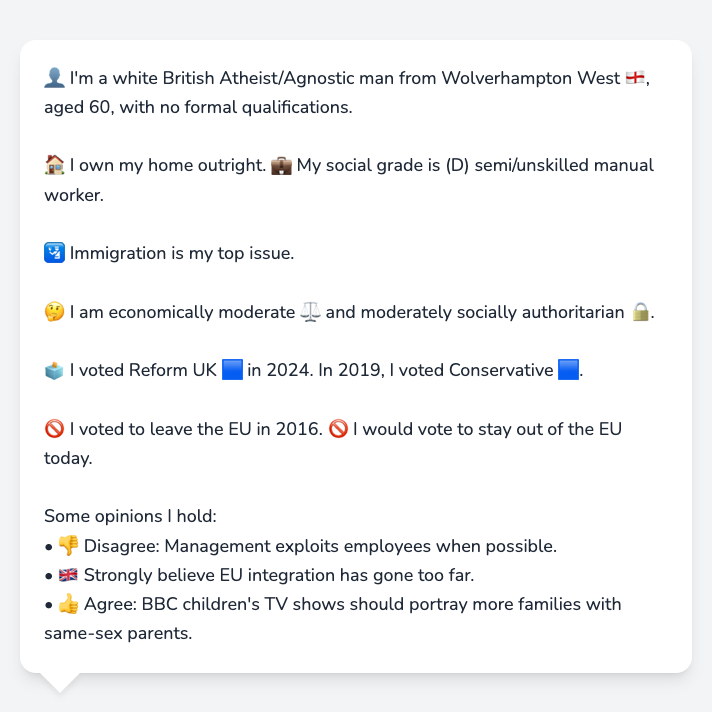 👤 I'm a white British Atheist/Agnostic man from Wolverhampton West 🏴󠁧󠁢󠁥󠁮󠁧󠁿,
aged 60, with no formal qualifications.
🏠 I own my home outright. 💼 My social grade is (D) semi/unskilled manual
worker.
🛂 Immigration is my top issue.
🤔 I am economically moderate ⚖️ and moderately socially authoritarian 🔒.
🗳️ I voted Reform UK 🟦 in 2024. In 2019, I voted Conservative 🟦.
🚫 I voted to leave the EU in 2016. 🚫 I would vote to stay out of the EU
today.
Some opinions I hold:
• 👎 Disagree: Management exploits employees when possible.
• 🇬🇧 Strongly believe EU integration has gone too far.
• 👍 Agree: BBC children's TV shows should portray more families with
same-sex parents.